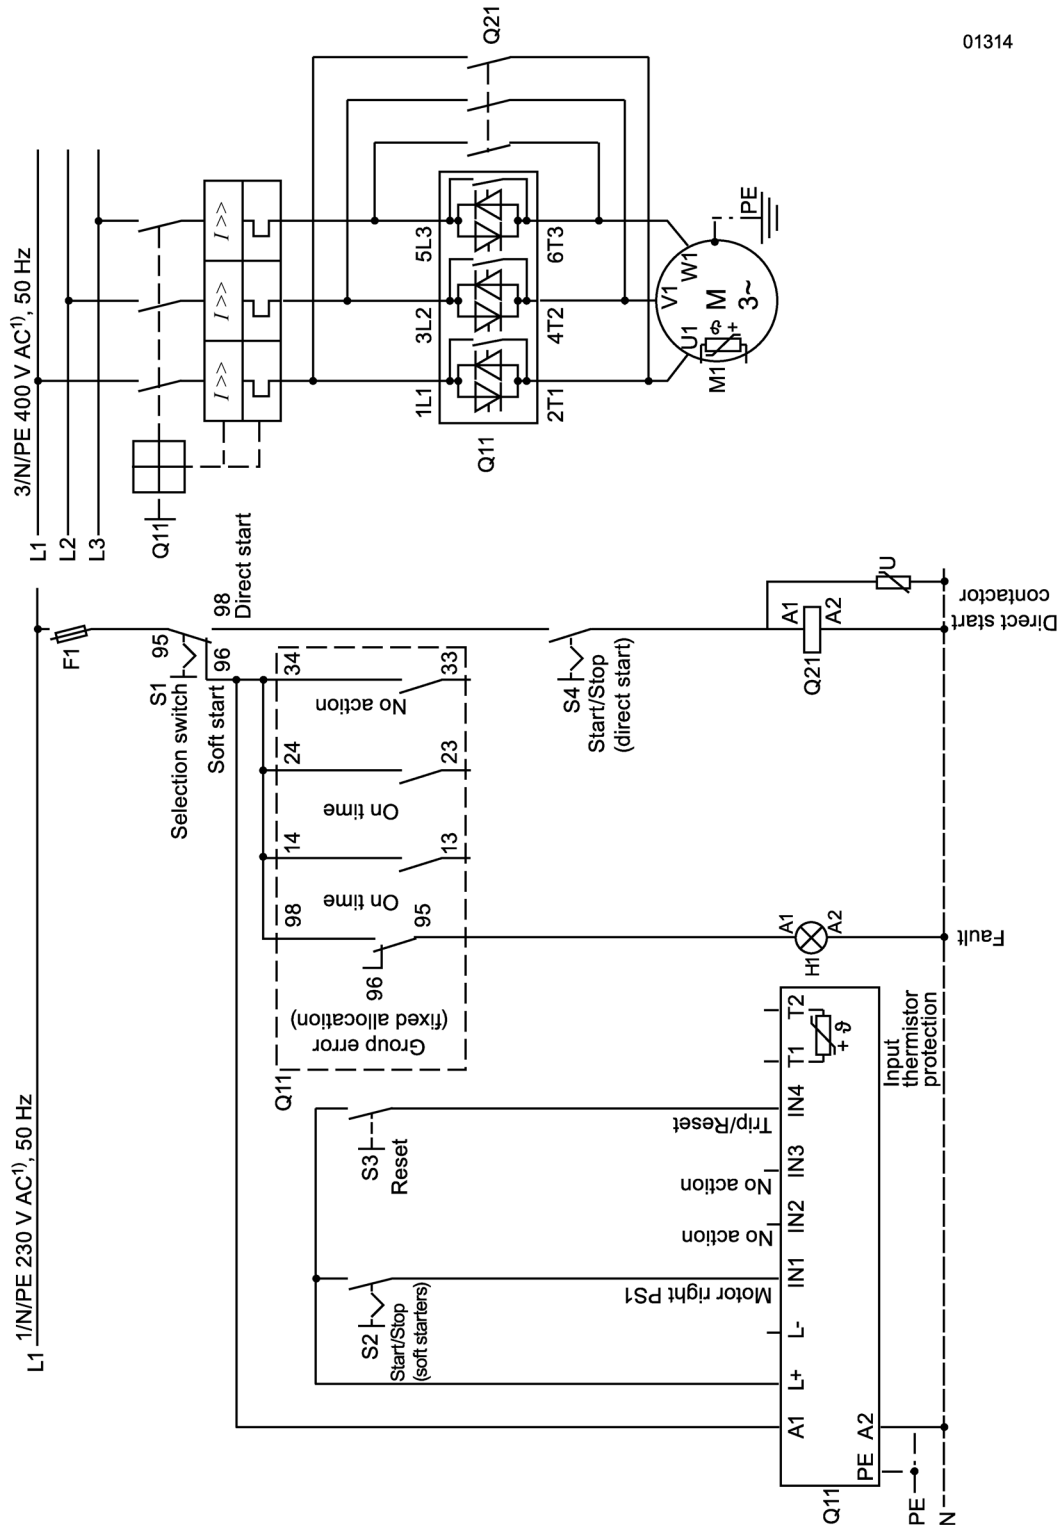 01314
3/N/PE 400 V AC¹⁾, 50 Hz
L1
L2
L3
Q11
I >>
I >>
I >>
Q21
1L1
3L2
5L3
Q11
2T1
4T2
6T3
U1
V1
W1
M
3~
ϑ
+
M1
PE
1/N/PE 230 V AC¹⁾, 50 Hz
L1
F1
95
S1
Selection switch
96
Soft start
98
Direct start
34
33
No action
24
23
On time
14
13
On time
98
95
96
Group error
(fixed allocation)
Q11
S4
Start/Stop
(direct start)
A1
A2
Q21
U
Direct start
contactor
A1
A2
H1
Fault
S3
Reset
Trip/Reset
No action
No action
S2
Start/Stop
(soft starters)
Motor right PS1
A1
L+
L-
IN1
IN2
IN3
IN4
T1
T2
+ ϑ
Input
thermistor
protection
PE
A2
Q11
PE
N